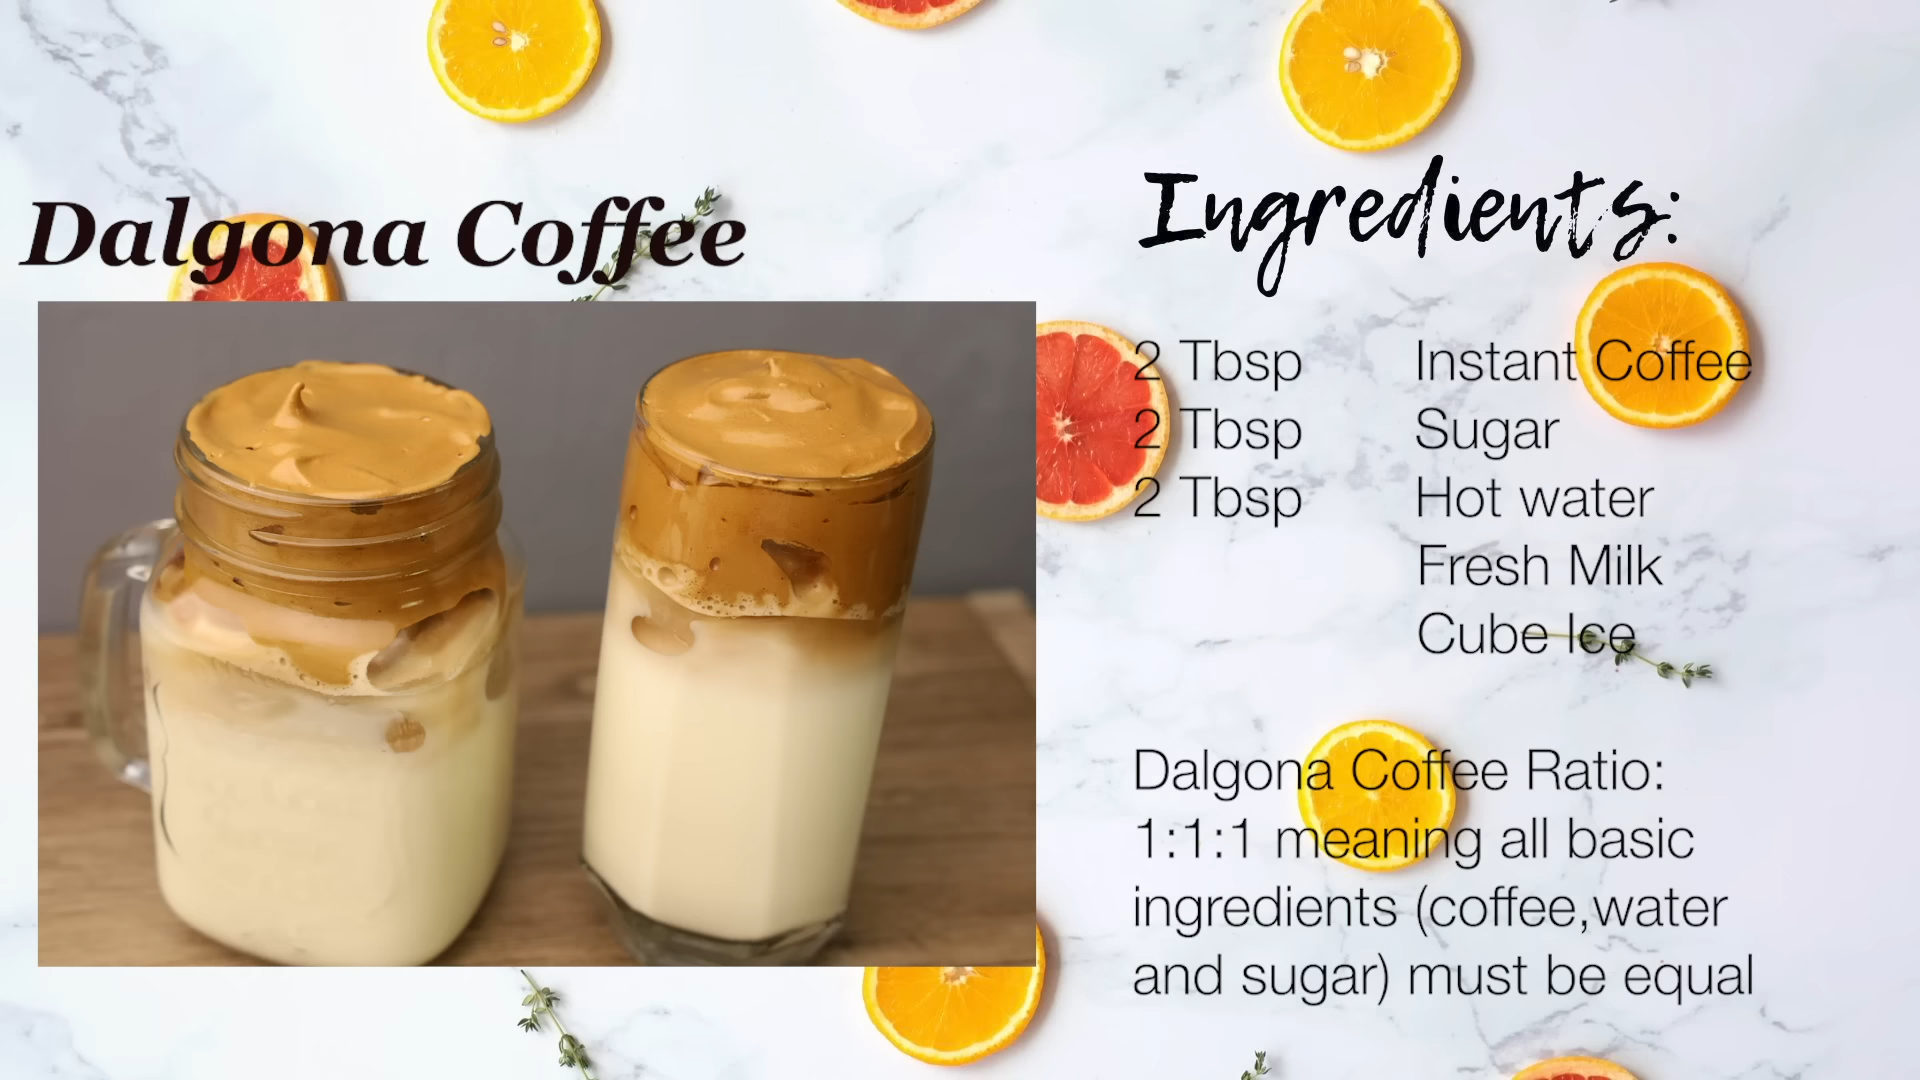 Dalgona Coffee
Ingredients:
2 Tbsp Instant Coffee
2 Tbsp Sugar
2 Tbsp Hot water
Fresh Milk
Cube Ice
Dalgona Coffee Ratio:
1:1:1 meaning all basic
ingredients (coffee,water
and sugar) must be equal